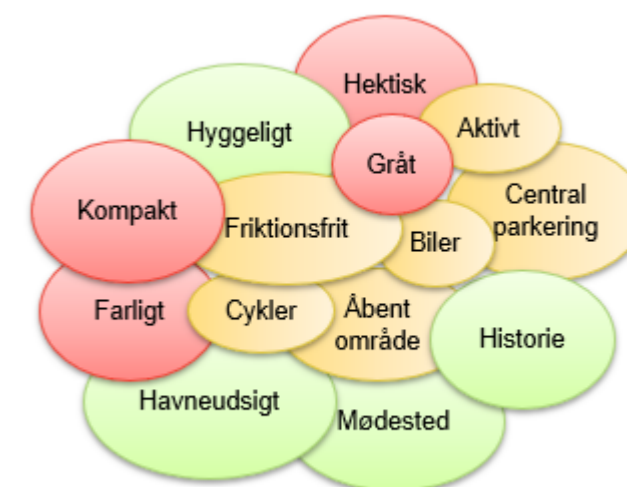 Hektisk
Aktivt
Hyggeligt
Gråt
Central
parkering
Kompakt
Friktionsfrit
Biler
Farligt
Cykler
Åbent
område
Historie
Havneudsigt
Mødested